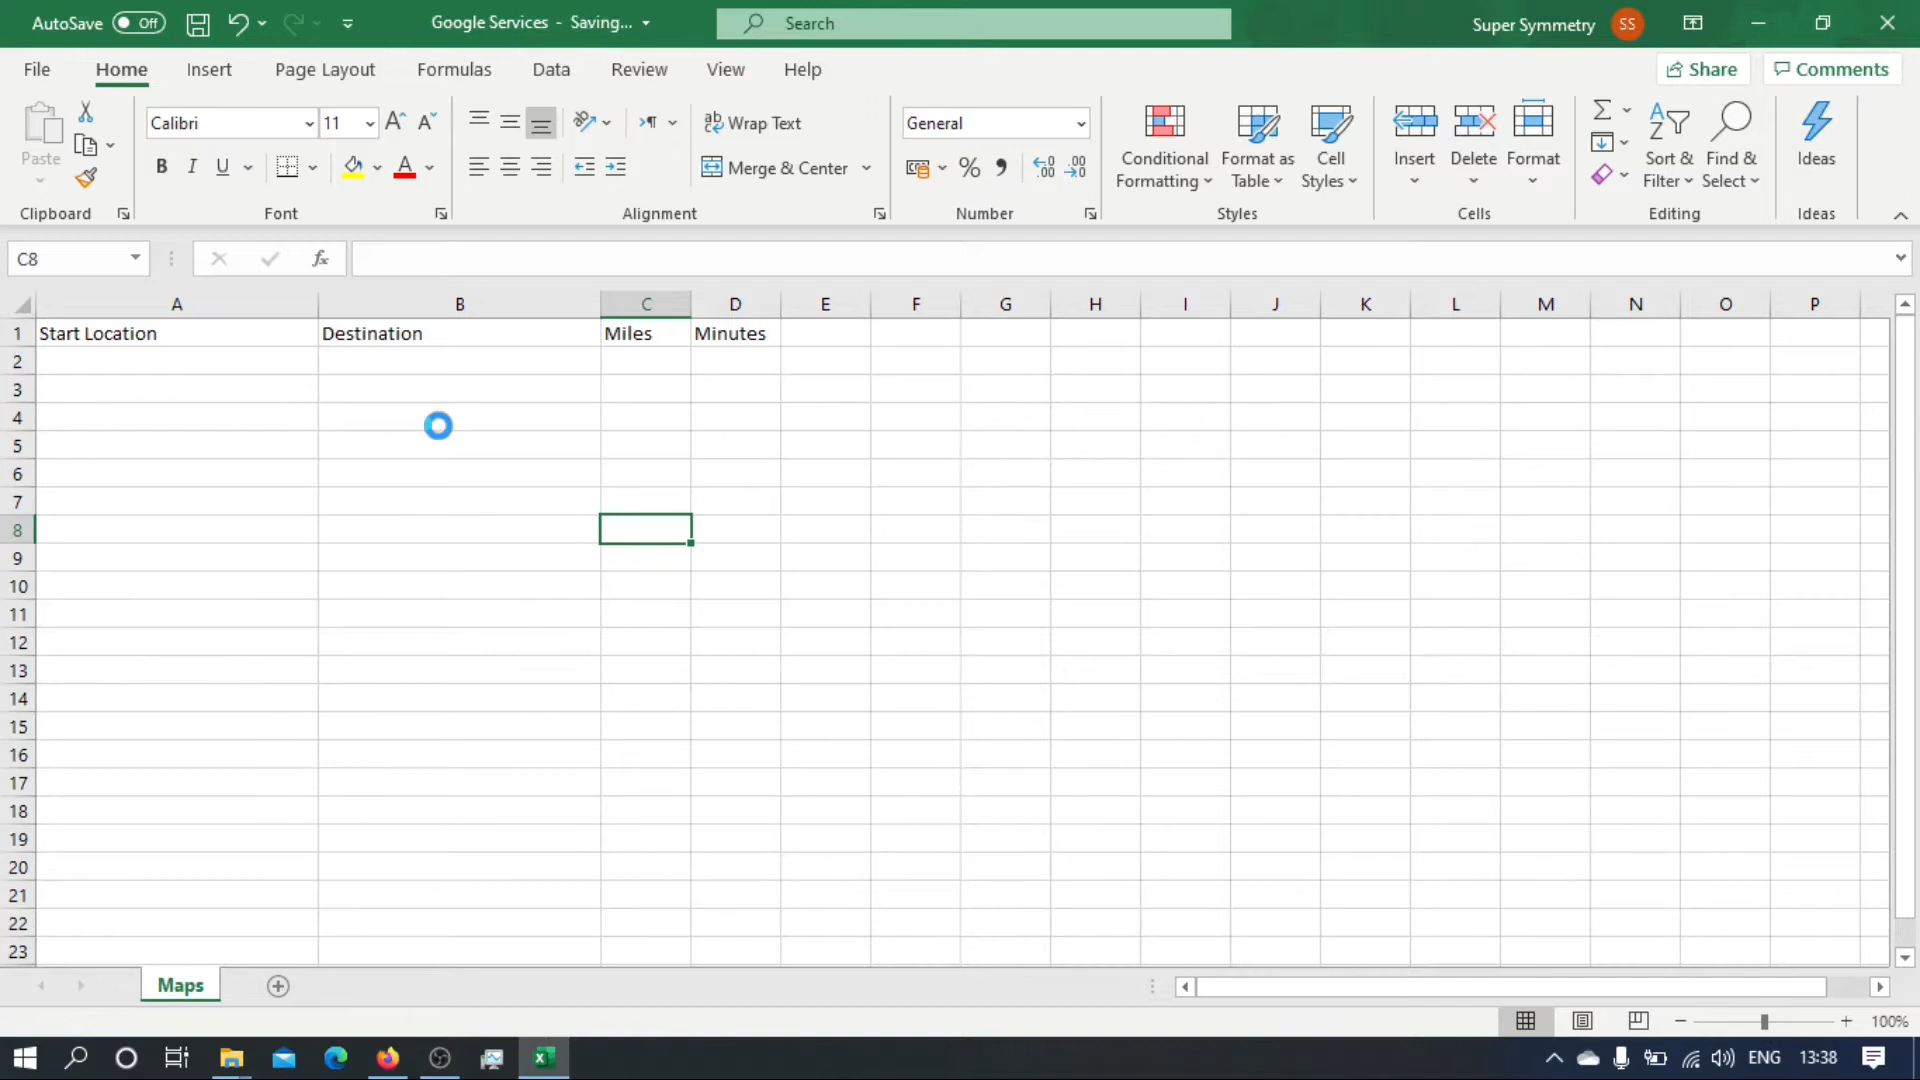 AutoSave Off Google Services - Saving... Search Super Symmetry SS
File Home Insert Page Layout Formulas Data Review View Help Share Comments
Paste Calibri 11 Wrap Text General Conditional Formatting Format as Table Cell Styles Insert Delete Format Sort & Filter Find & Select Ideas
B I U A Merge & Center % 
Clipboard Font Alignment Number Styles Cells Editing Ideas
C8 fx
A B C D E F G H I J K L M N O P
1 Start Location Destination Miles Minutes
2
3
4
5
6
7
8
9
10
11
12
13
14
15
16
17
18
19
20
21
22
23
Maps
100%
ENG 13:38